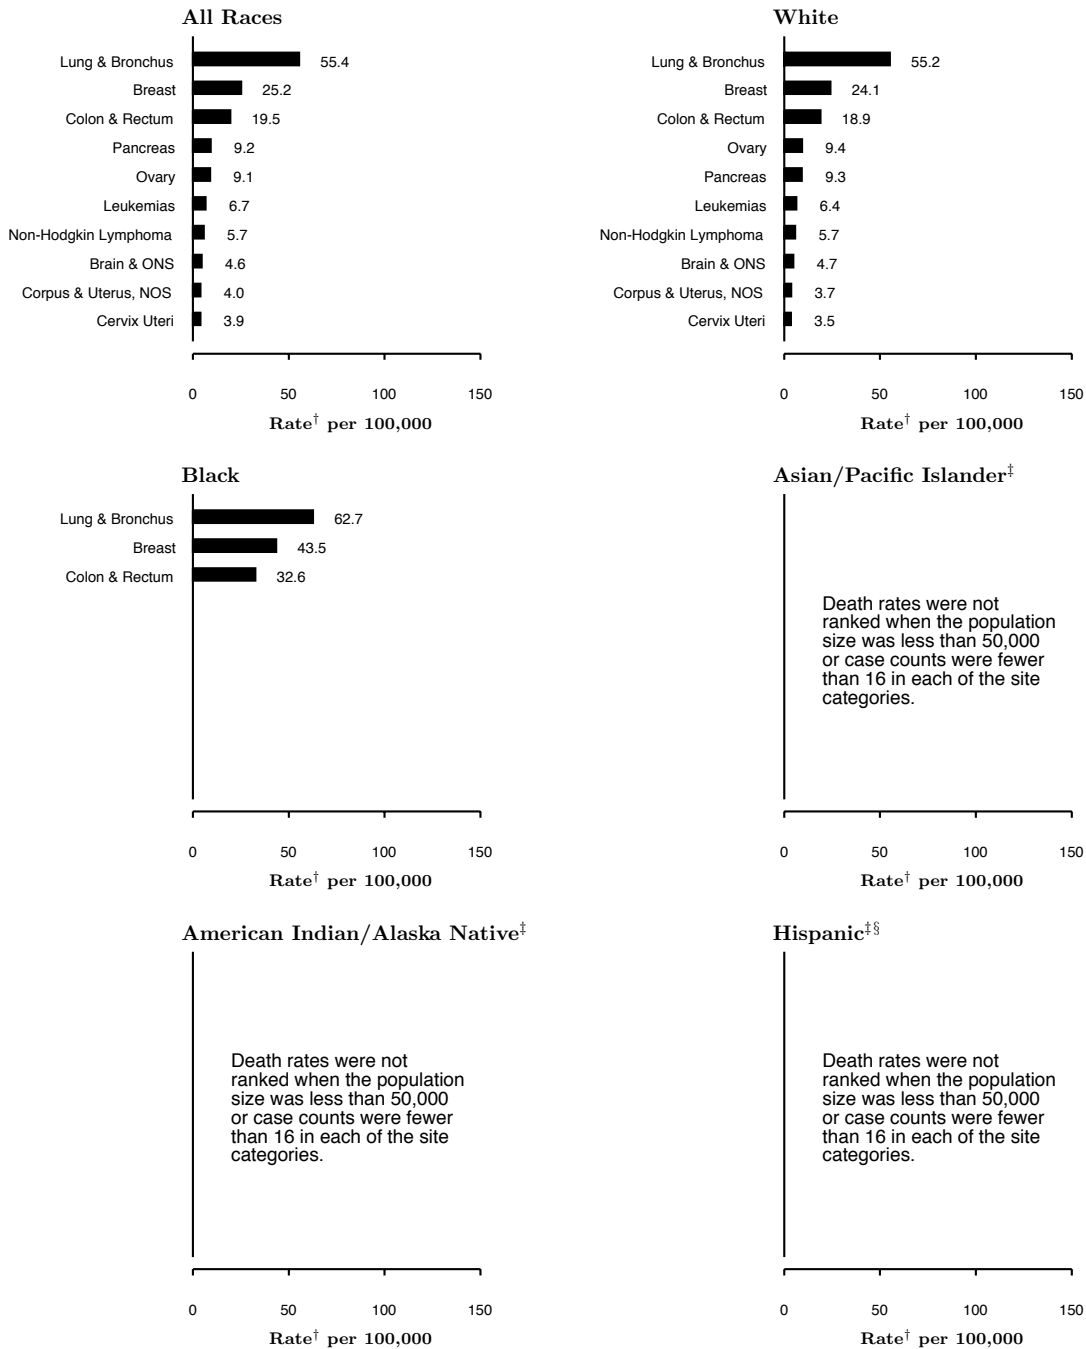 All Races
Lung & Bronchus 55.4
Breast 25.2
Colon & Rectum 19.5
Pancreas 9.2
Ovary 9.1
Leukemias 6.7
Non-Hodgkin Lymphoma 5.7
Brain & ONS 4.6
Corpus & Uterus, NOS 4.0
Cervix Uteri 3.9
0 50 100 150
Rate† per 100,000
White
Lung & Bronchus 55.2
Breast 24.1
Colon & Rectum 18.9
Ovary 9.4
Pancreas 9.3
Leukemias 6.4
Non-Hodgkin Lymphoma 5.7
Brain & ONS 4.7
Corpus & Uterus, NOS 3.7
Cervix Uteri 3.5
0 50 100 150
Rate† per 100,000
Black
Lung & Bronchus 62.7
Breast 43.5
Colon & Rectum 32.6
0 50 100 150
Rate† per 100,000
Asian/Pacific Islander‡
Death rates were not
ranked when the population
size was less than 50,000
or case counts were fewer
than 16 in each of the site
categories.
0 50 100 150
Rate† per 100,000
American Indian/Alaska Native‡
Death rates were not
ranked when the population
size was less than 50,000
or case counts were fewer
than 16 in each of the site
categories.
0 50 100 150
Rate† per 100,000
Hispanic‡§
Death rates were not
ranked when the population
size was less than 50,000
or case counts were fewer
than 16 in each of the site
categories.
0 50 100 150
Rate† per 100,000